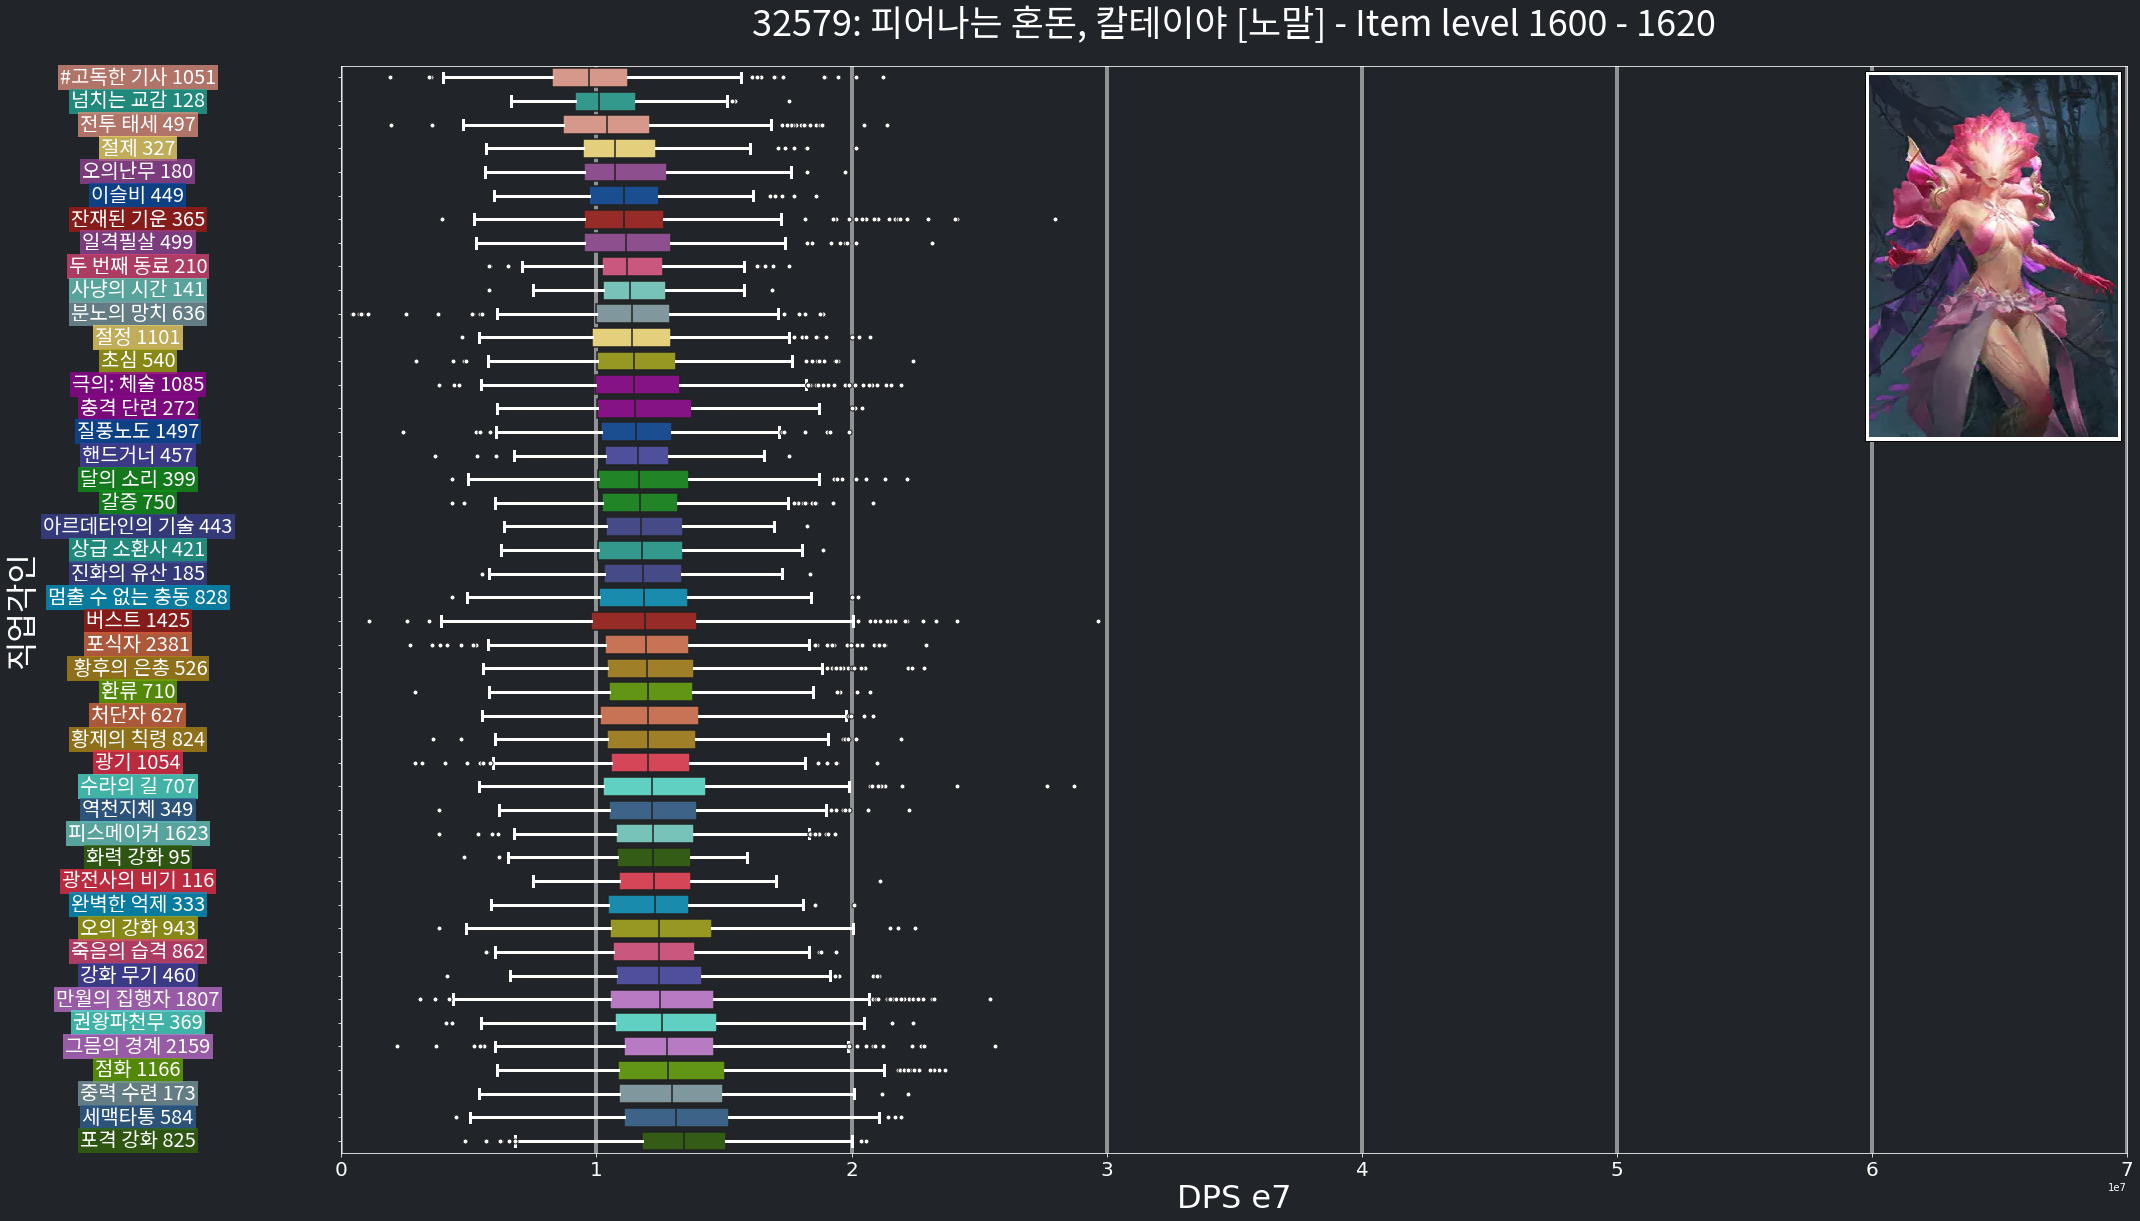 32579: 피어나는 혼돈, 칼테이야 [노말] - Item level 1600 - 1620
#고독한 기사 1051
넘치는 교감 128
전투 태세 497
절제 327
오의난무 180
이슬비 449
잔재된 기운 365
일격필살 499
두 번째 동료 210
사냥의 시간 141
분노의 망치 636
절정 1101
초심 540
극의: 체술 1085
충격 단련 272
질풍노도 1497
핸드거너 457
달의 소리 399
갈증 750
아르데타인의 기술 443
상급 소환사 421
진화의 유산 185
멈출 수 없는 충동 828
버스트 1425
포식자 2381
황후의 은총 526
환류 710
처단자 627
황제의 칙령 824
광기 1054
수라의 길 707
역천지체 349
피스메이커 1623
화력 강화 95
광전사의 비기 116
완벽한 억제 333
오의 강화 943
죽음의 습격 862
강화 무기 460
만월의 집행자 1807
권왕파천무 369
그믐의 경계 2159
점화 1166
중력 수련 173
세맥타통 584
포격 강화 825
직업각인
0 1 2 3 4 5 6 7
1e7
DPS e7